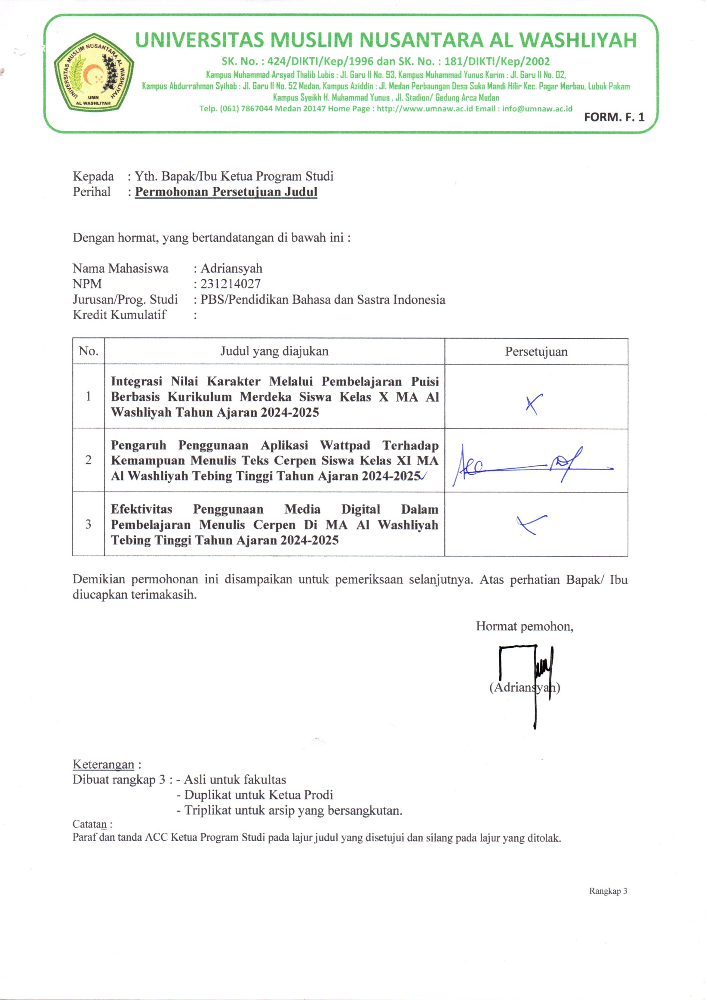 UNIVERSITAS MUSLIM NUSANTARA AL WASHLIYAH
SK. No. : 424/DIKTI/Kep/1996 dan SK. No. : 181/DIKTI/Kep/2002
Kampus Muhammad Arsyad Thalib Lubis : Jl. Garu II No. 93, Kampus Muhammad Yunus Karim : Jl. Garu II No. 02,
Kampus Abdurrahman Syihab : Jl. Garu II No. 52 Medan, Kampus Aziddin : Jl. Medan Perbaungan Desa Suka Mandi Hilir Kec. Pagar Merbau, Lubuk Pakam
Kampus Syeikh H. Muhammad Yunus , Jl. Stadion/ Gedung Arca Medan
Telp. (061) 7867044 Medan 20147 Home Page : http://www.umnaw.ac.id Email : info@umnaw.ac.id
FORM. F. 1
UNIVERSITAS MUSLIM NUSANTARA AL WASHLIYAH
UMN
AL WASHLIYAH
Kepada : Yth. Bapak/Ibu Ketua Program Studi
Perihal : Permohonan Persetujuan Judul
Dengan hormat, yang bertandatangan di bawah ini :
Nama Mahasiswa : Adriansyah
NPM : 231214027
Jurusan/Prog. Studi : PBS/Pendidikan Bahasa dan Sastra Indonesia
Kredit Kumulatif :
No. Judul yang diajukan Persetujuan
1 Integrasi Nilai Karakter Melalui Pembelajaran Puisi
Berbasis Kurikulum Merdeka Siswa Kelas X MA Al
Washliyah Tahun Ajaran 2024-2025
2 Pengaruh Penggunaan Aplikasi Wattpad Terhadap
Kemampuan Menulis Teks Cerpen Siswa Kelas XI MA
Al Washliyah Tebing Tinggi Tahun Ajaran 2024-2025
Acc
3 Efektivitas Penggunaan Media Digital Dalam
Pembelajaran Menulis Cerpen Di MA Al Washliyah
Tebing Tinggi Tahun Ajaran 2024-2025
Demikian permohonan ini disampaikan untuk pemeriksaan selanjutnya. Atas perhatian Bapak/ Ibu
diucapkan terimakasih.
Hormat pemohon,
(Adriansyah)
Keterangan :
Dibuat rangkap 3 : - Asli untuk fakultas
- Duplikat untuk Ketua Prodi
- Triplikat untuk arsip yang bersangkutan.
Catatan :
Paraf dan tanda ACC Ketua Program Studi pada lajur judul yang disetujui dan silang pada lajur yang ditolak.
Rangkap 3